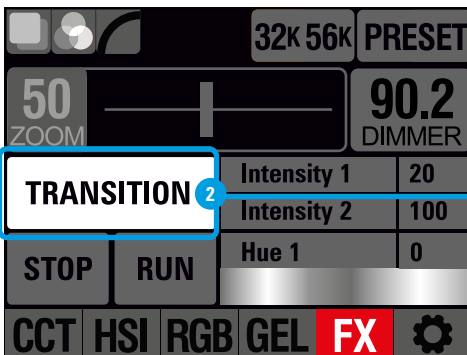 32K 56K PRESET
50 ZOOM
90.2 DIMMER
TRANSITION 2
Intensity 1 20
Intensity 2 100
STOP RUN Hue 1 0
CCT HSI RGB GEL FX